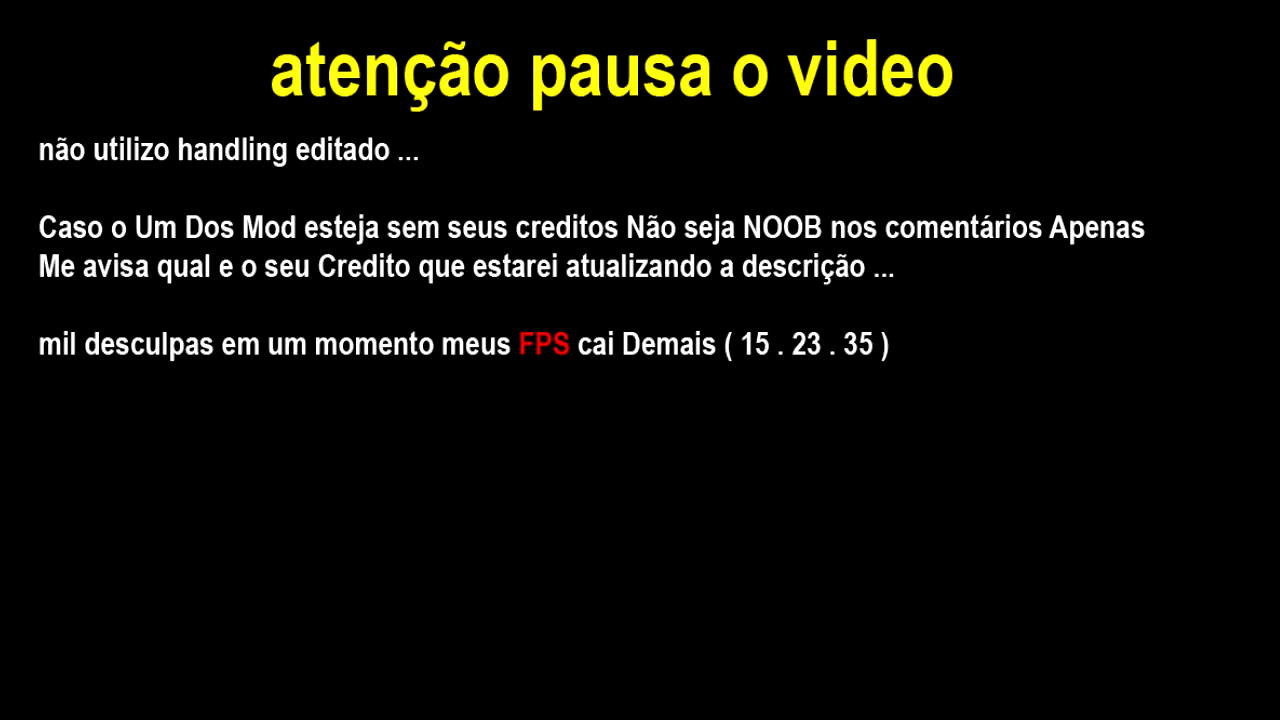 atenção pausa o video
não utilizo handling editado ...
Caso o Um Dos Mod esteja sem seus creditos Não seja NOOB nos comentários Apenas
Me avisa qual e o seu Credito que estarei atualizando a descrição ...
mil desculpas em um momento meus FPS cai Demais ( 15 . 23 . 35 )